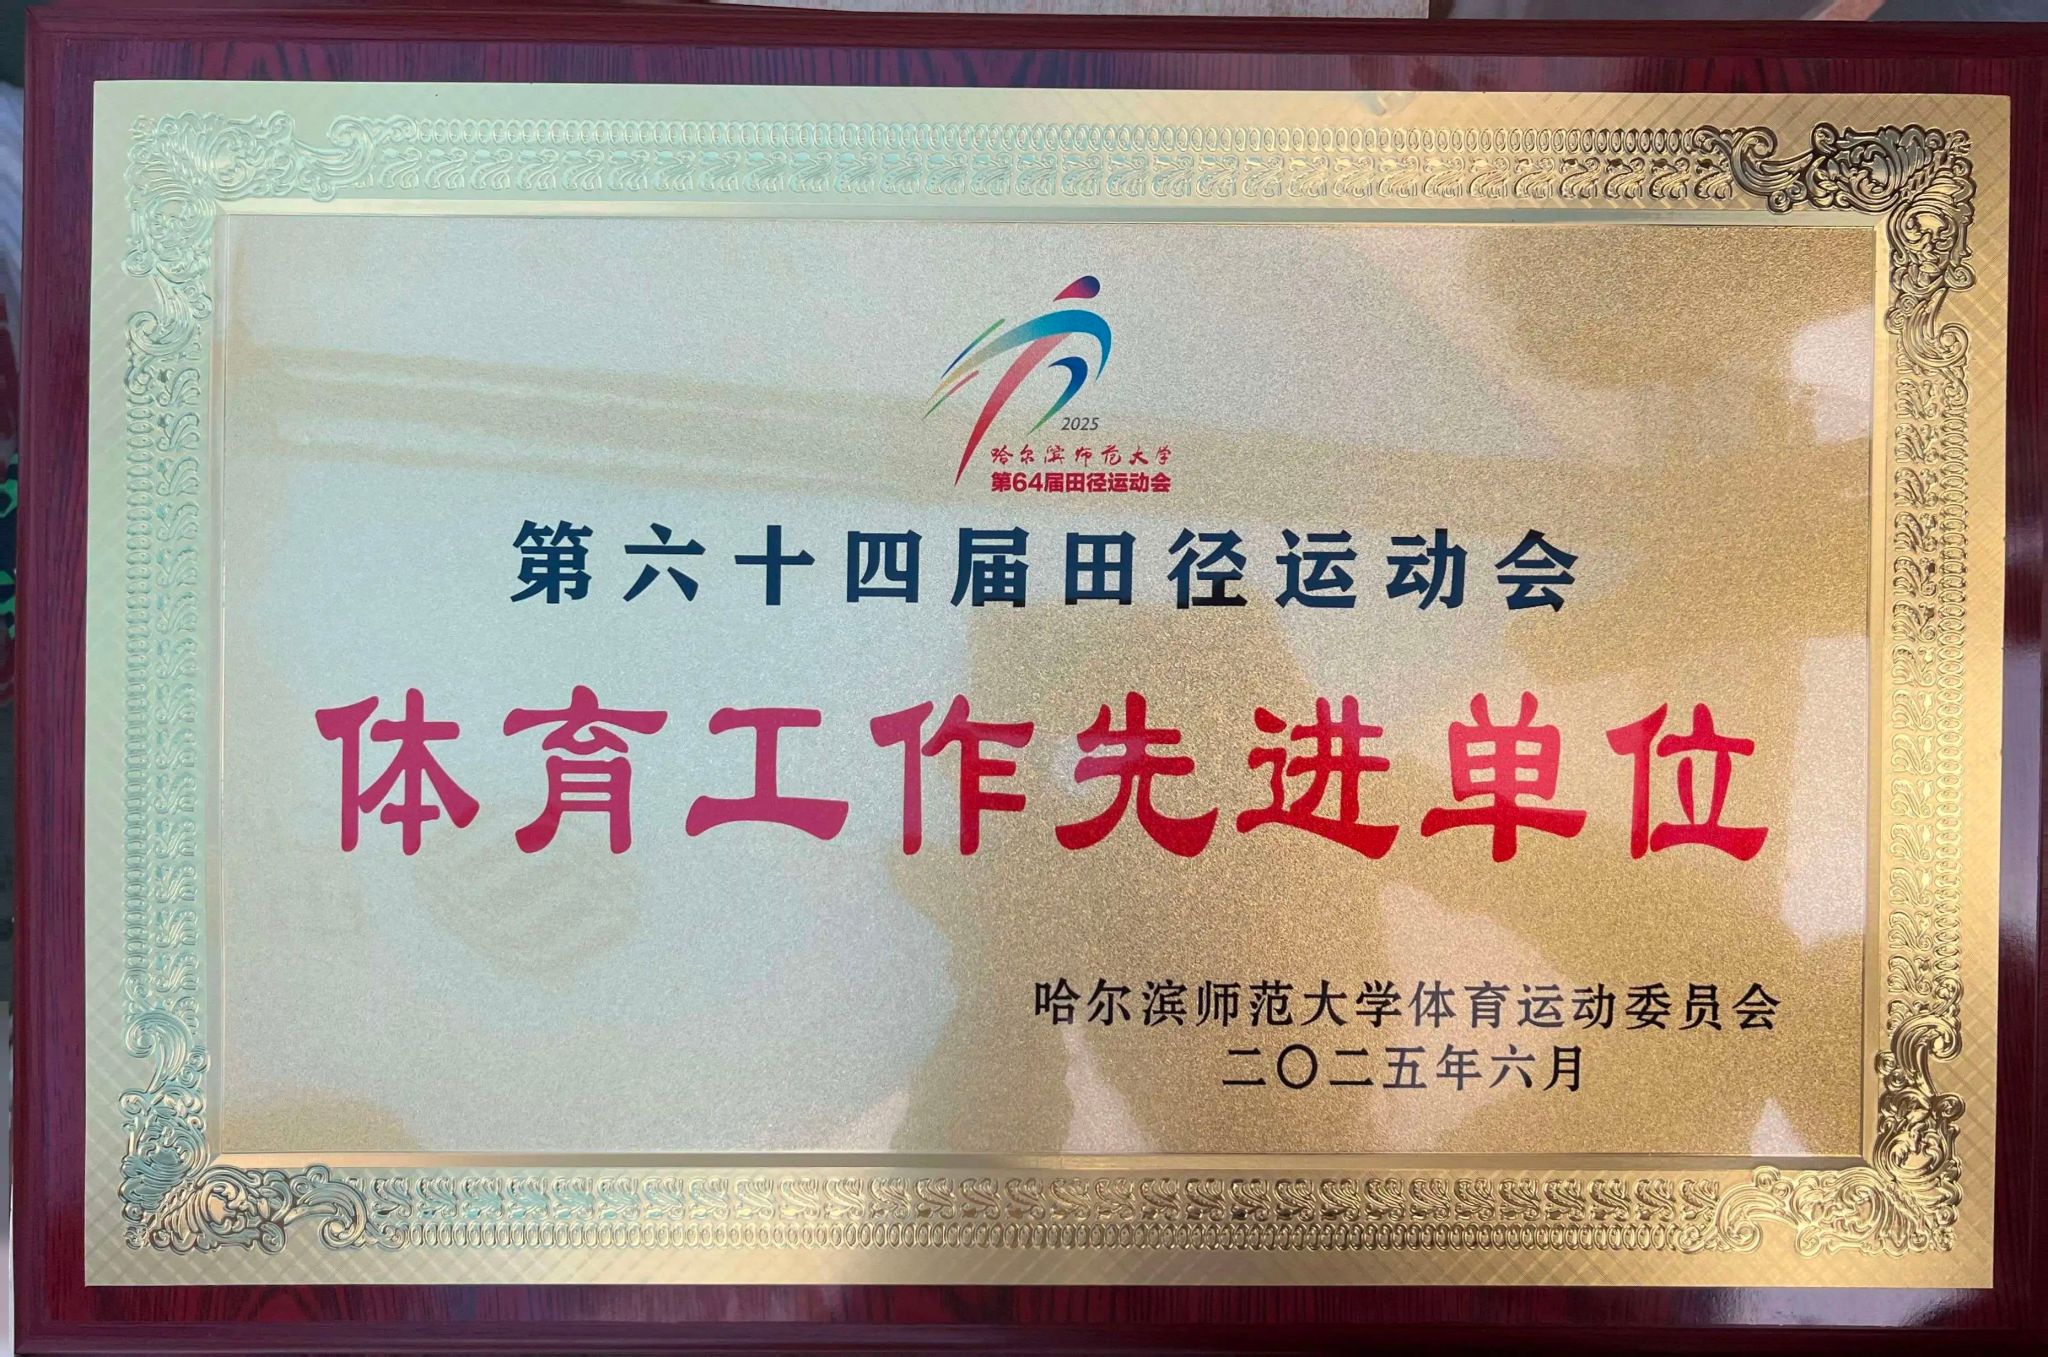 2025
哈尔滨师范大学
第64届田径运动会
第六十四届田径运动会
体育工作先进单位
哈尔滨师范大学体育运动委员会
二〇二五年六月